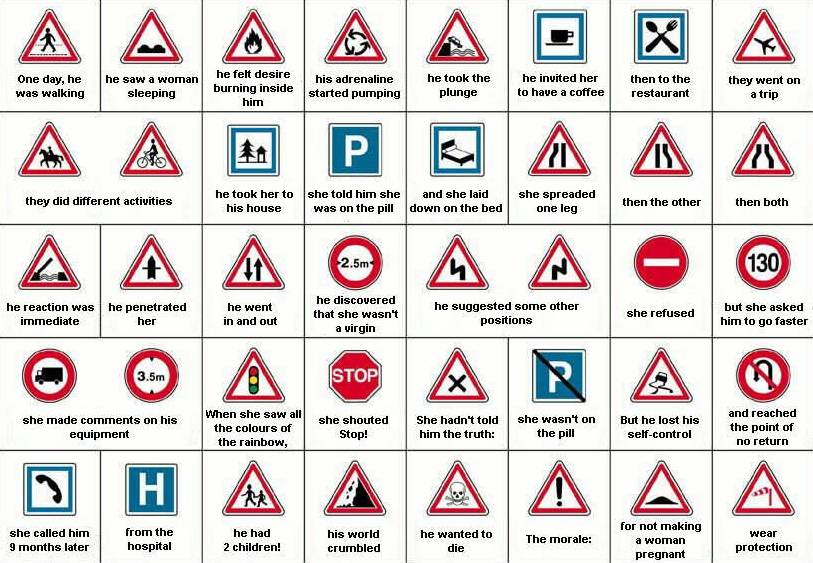 One day, he
was walking
he saw a woman
sleeping
he felt desire
burning inside
him
his adrenaline
started pumping
he took the
plunge
he invited her
to have a coffee
then to the
restaurant
they went on
a trip
they did different activities
he took her to
his house
P
she told him she
was on the pill
and she laid
down on the bed
she spreaded
one leg
then the other
then both
he reaction was
immediate
he penetrated
her
he went
in and out
2.5m
he discovered
that she wasn't
a virgin
he suggested some other
positions
she refused
130
but she asked
him to go faster
3.5m
she made comments on his
equipment
When she saw all
the colours of
the rainbow,
STOP
she shouted
Stop!
She hadn't told
him the truth:
P
she wasn't on
the pill
But he lost his
self-control
and reached
the point of
no return
she called him
9 months later
H
from the
hospital
he had
2 children!
his world
crumbled
he wanted to
die
!
The morale:
for not making
a woman
pregnant
wear
protection